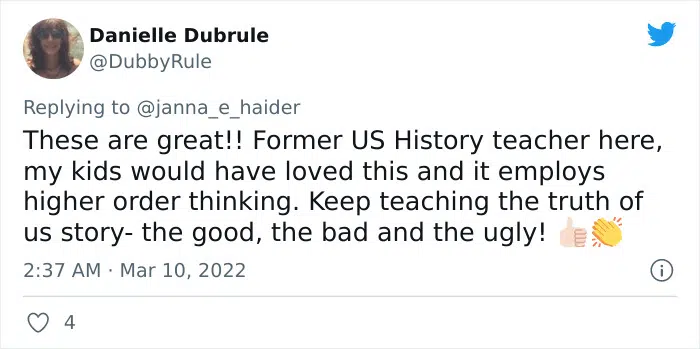 Danielle Dubrule
@DubbyRule
Replying to @janna_e_haider
These are great!! Former US History teacher here,
my kids would have loved this and it employs
higher order thinking. Keep teaching the truth of
us story- the good, the bad and the ugly! 👍🏻👏
2:37 AM · Mar 10, 2022
4